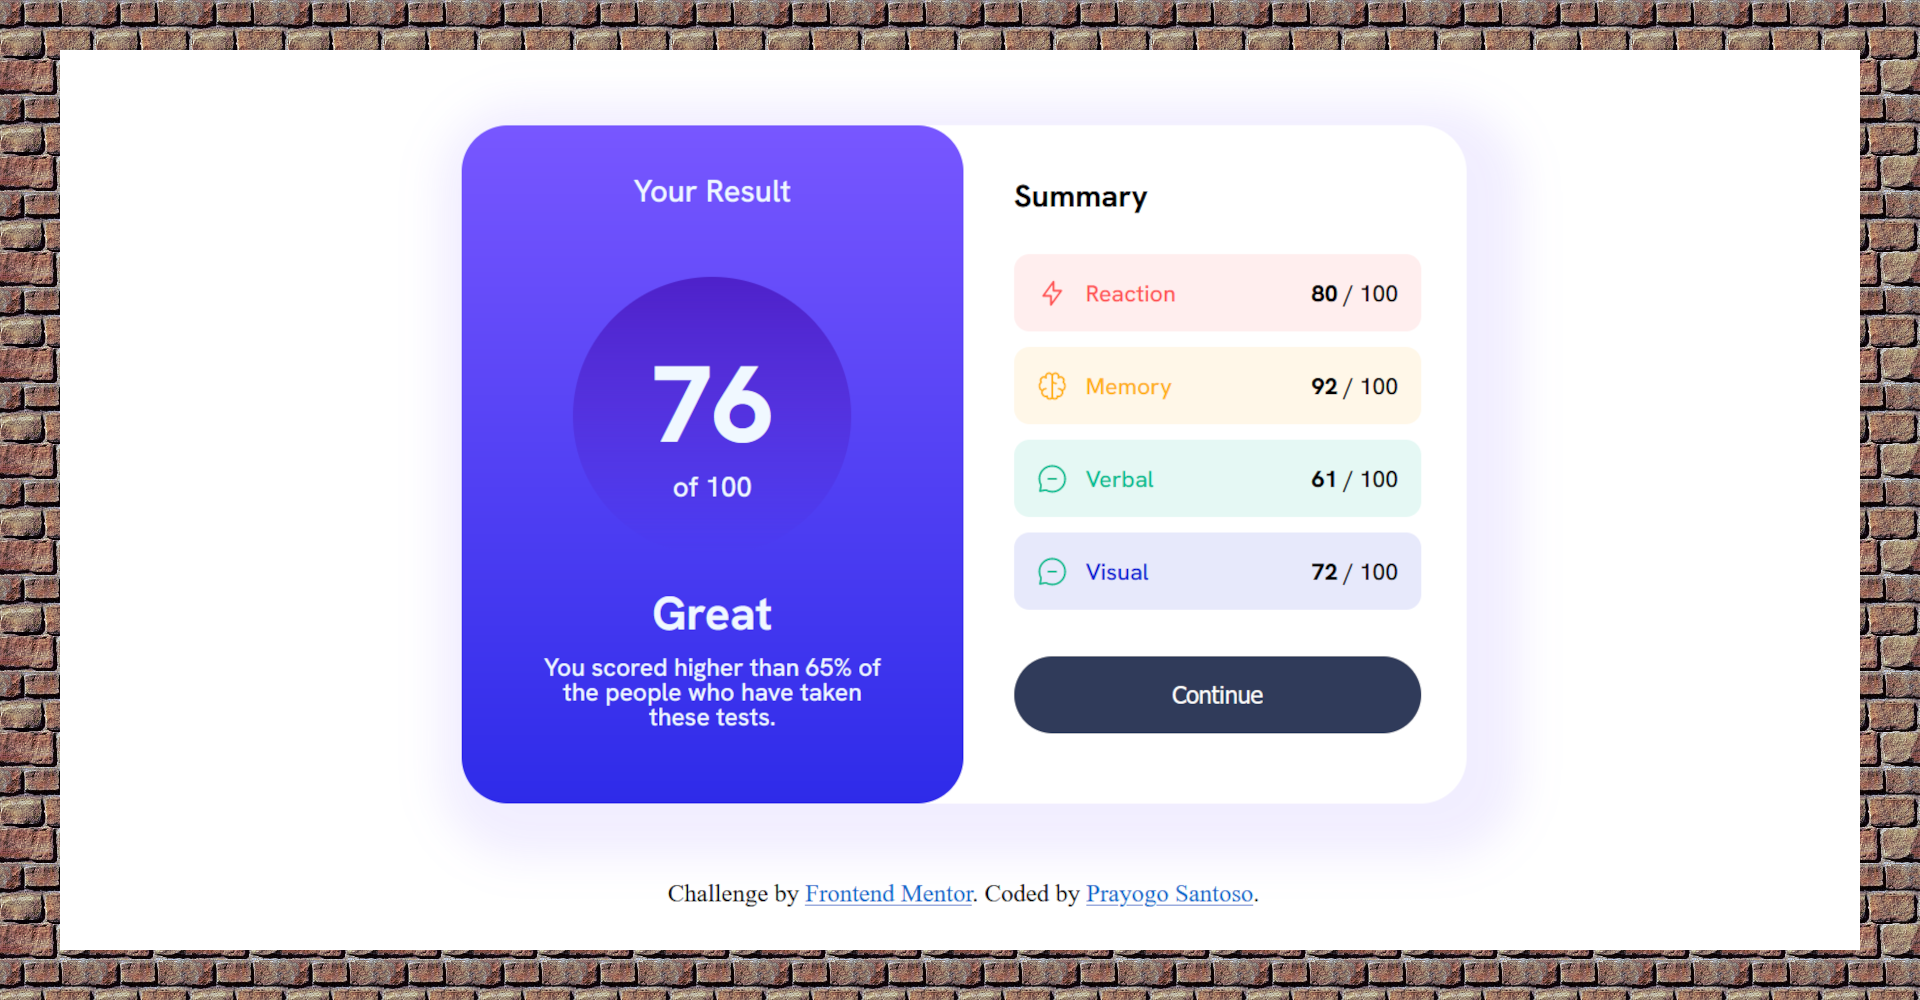 Your Result
76
of 100
Great
You scored higher than 65% of
the people who have taken
these tests.
Summary
Reaction 80 / 100
Memory 92 / 100
Verbal 61 / 100
Visual 72 / 100
Continue
Challenge by Frontend Mentor. Coded by Prayogo Santoso.